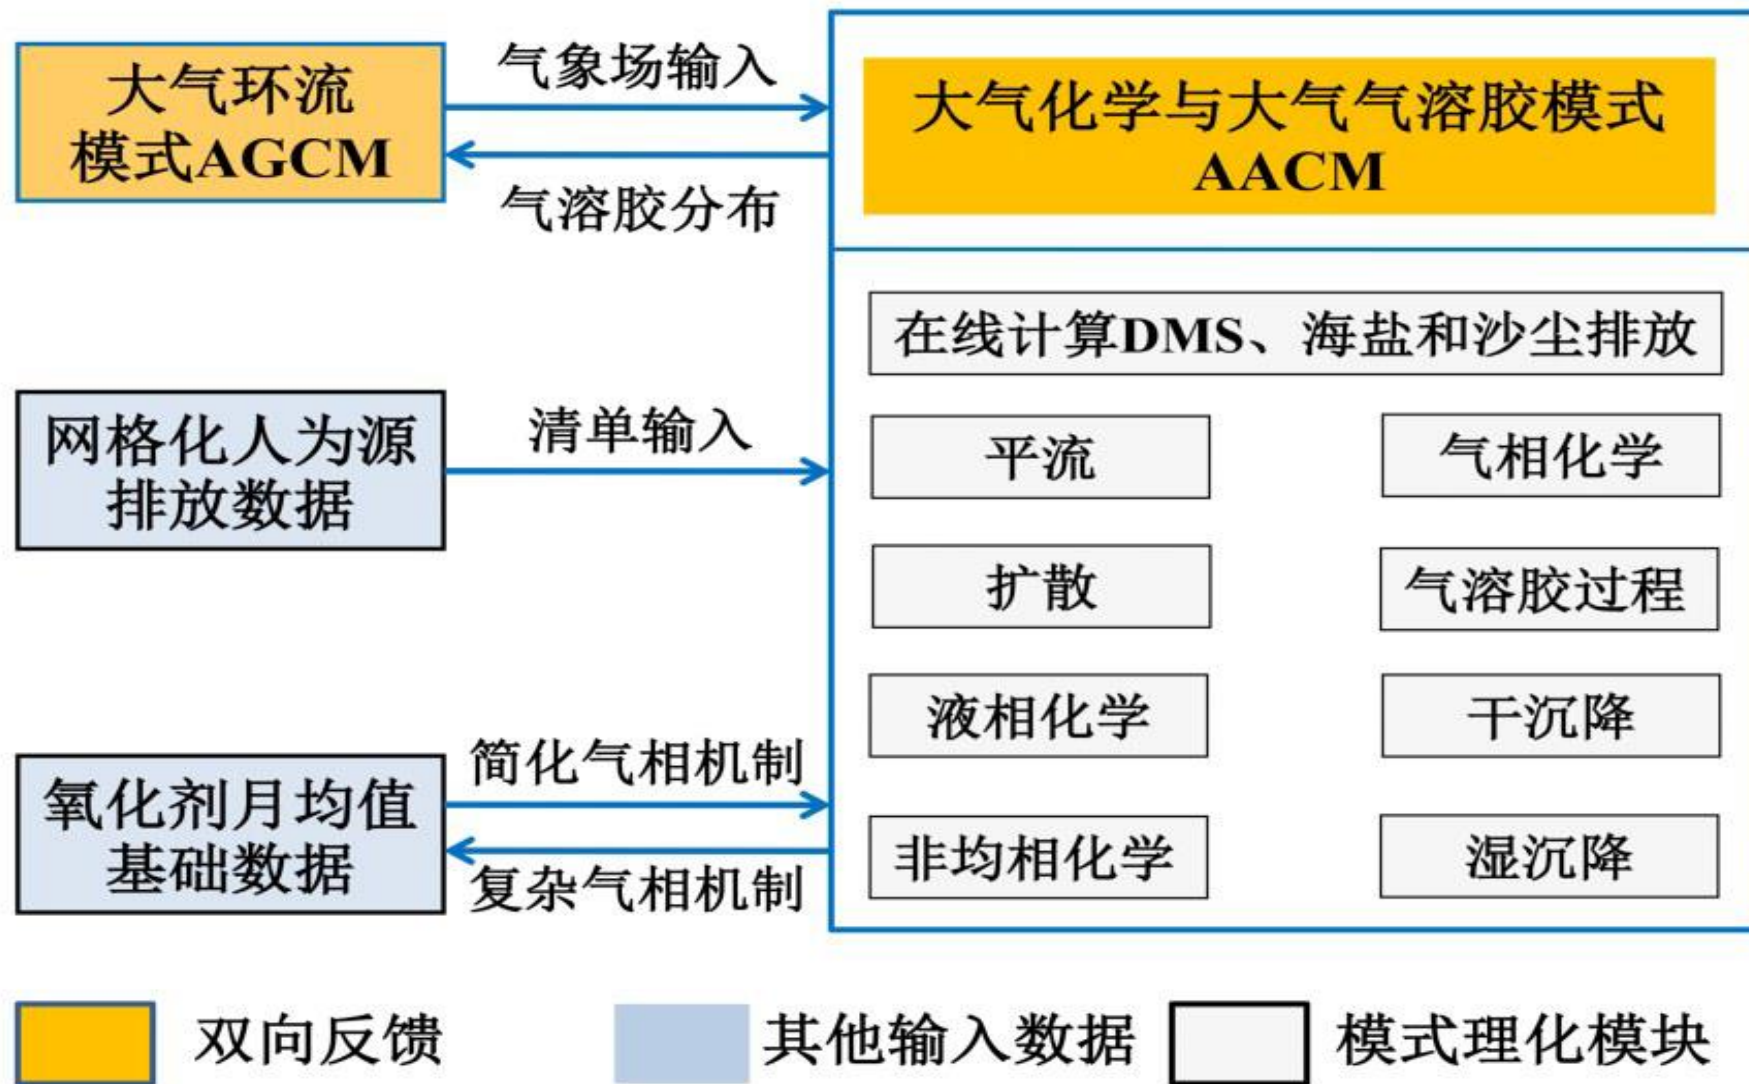 大气环流
模式AGCM
气象场输入
气溶胶分布
大气化学与大气气溶胶模式
AACM
在线计算DMS、海盐和沙尘排放
网格化人为源
排放数据
清单输入
平流
气相化学
扩散
气溶胶过程
液相化学
干沉降
氧化剂月均值
基础数据
简化气相机制
复杂气相机制
非均相化学
湿沉降
双向反馈
其他输入数据
模式理化模块